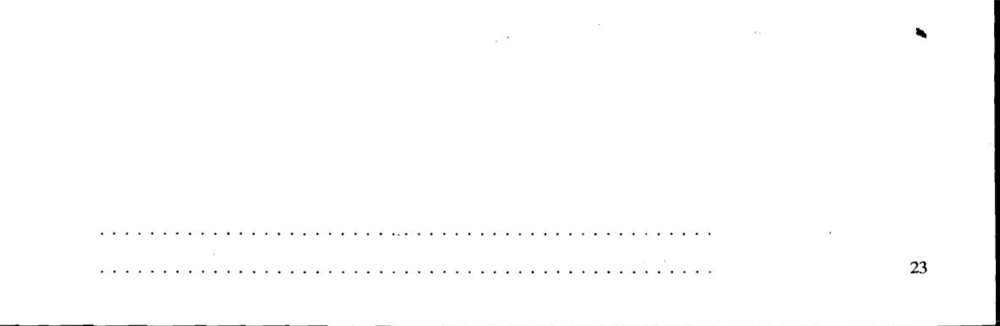 . . . . . . . . . . . . . . . . . . . . . . . . . . . . . . . . . . . . . . . . . . . . . . . . .
. . . . . . . . . . . . . . . . . . . . . . . . . . . . . . . . . . . . . . . . . . . . . . . . . 23